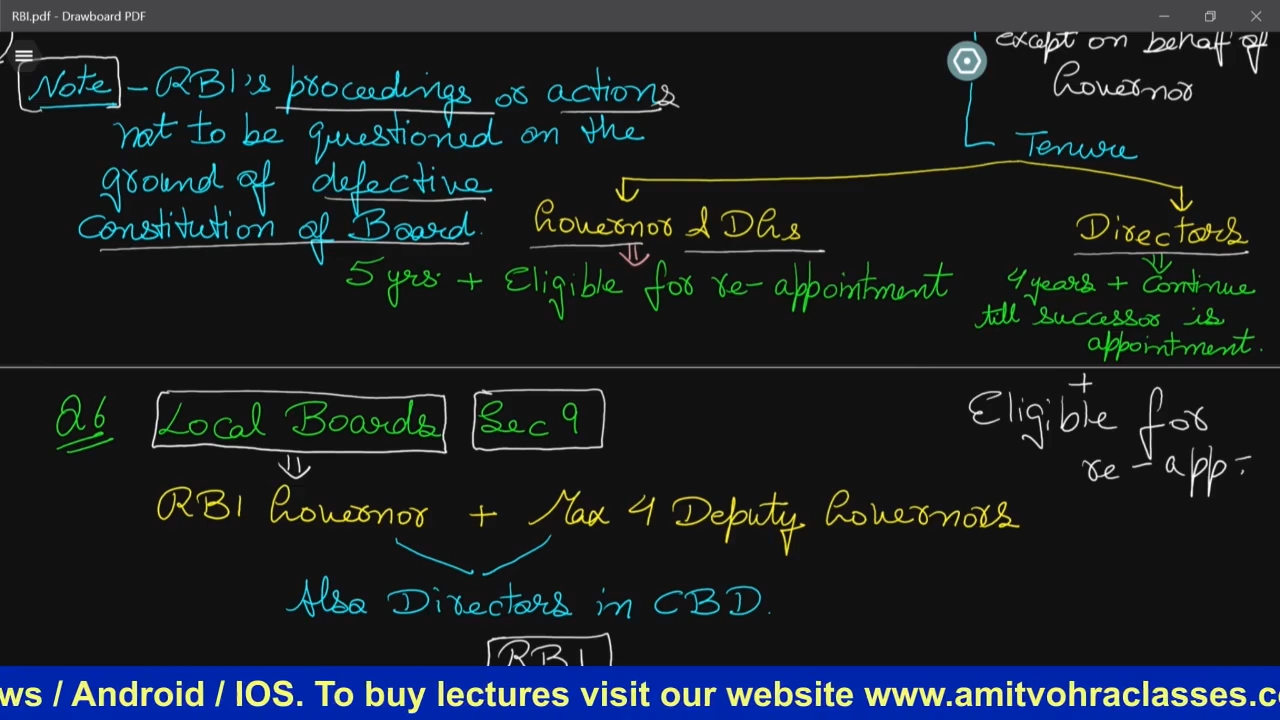 RBI.pdf - Drawboard PDF
except on behalf of
Governor
Note - RBI's proceedings or actions
not to be questioned on the
ground of defective
Constitution of Board.
Tenure
Governor & DGs
5 yrs. + Eligible for re-appointment
Directors
4 years + Continue
till successor is
appointment.
+
Eligible for
re-app:
Q6 Local Boards Sec 9
RBI Governor + Max 4 Deputy Governors
Also Directors in CBD.
RBI
ws / Android / IOS. To buy lectures visit our website www.amitvohraclasses.c